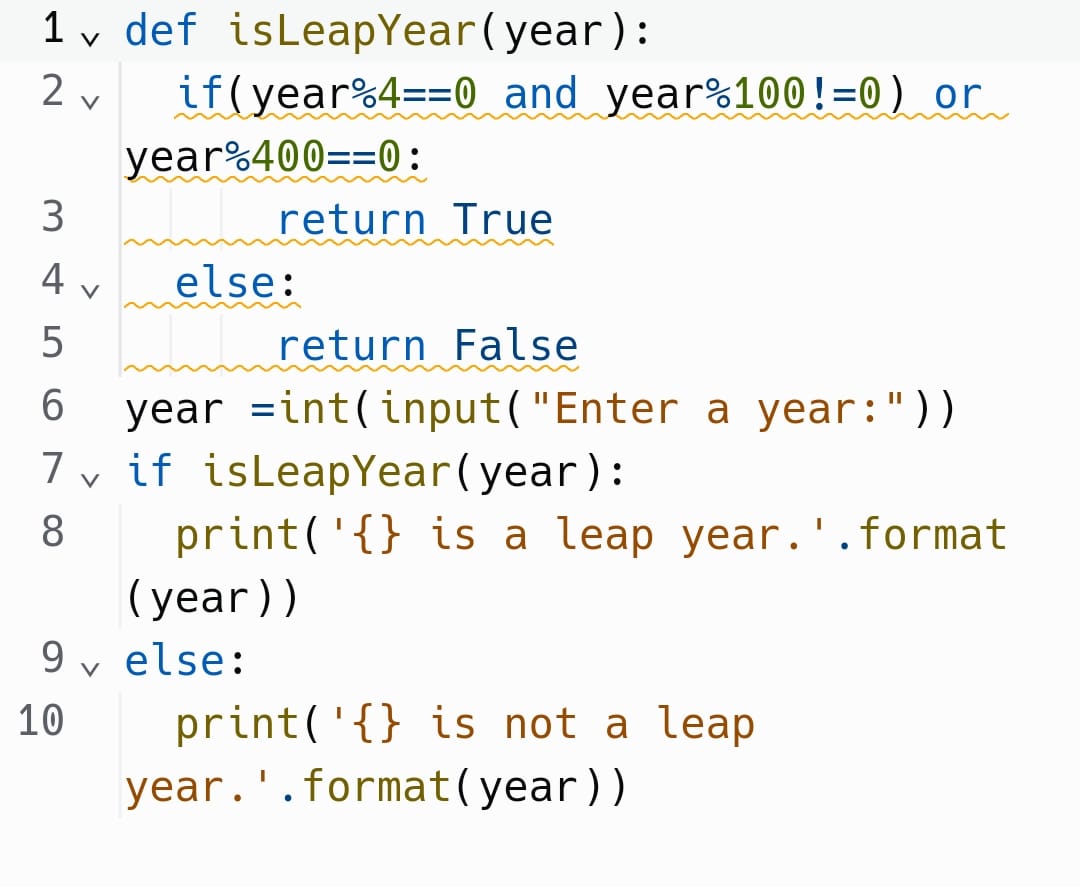 1 def isLeapYear(year):
2   if(year%4==0 and year%100!=0) or
year%400==0:
3       return True
4   else:
5       return False
6 year =int(input("Enter a year:"))
7 if isLeapYear(year):
8   print('{} is a leap year.'.format
(year))
9 else:
10   print('{} is not a leap
year.'.format(year))